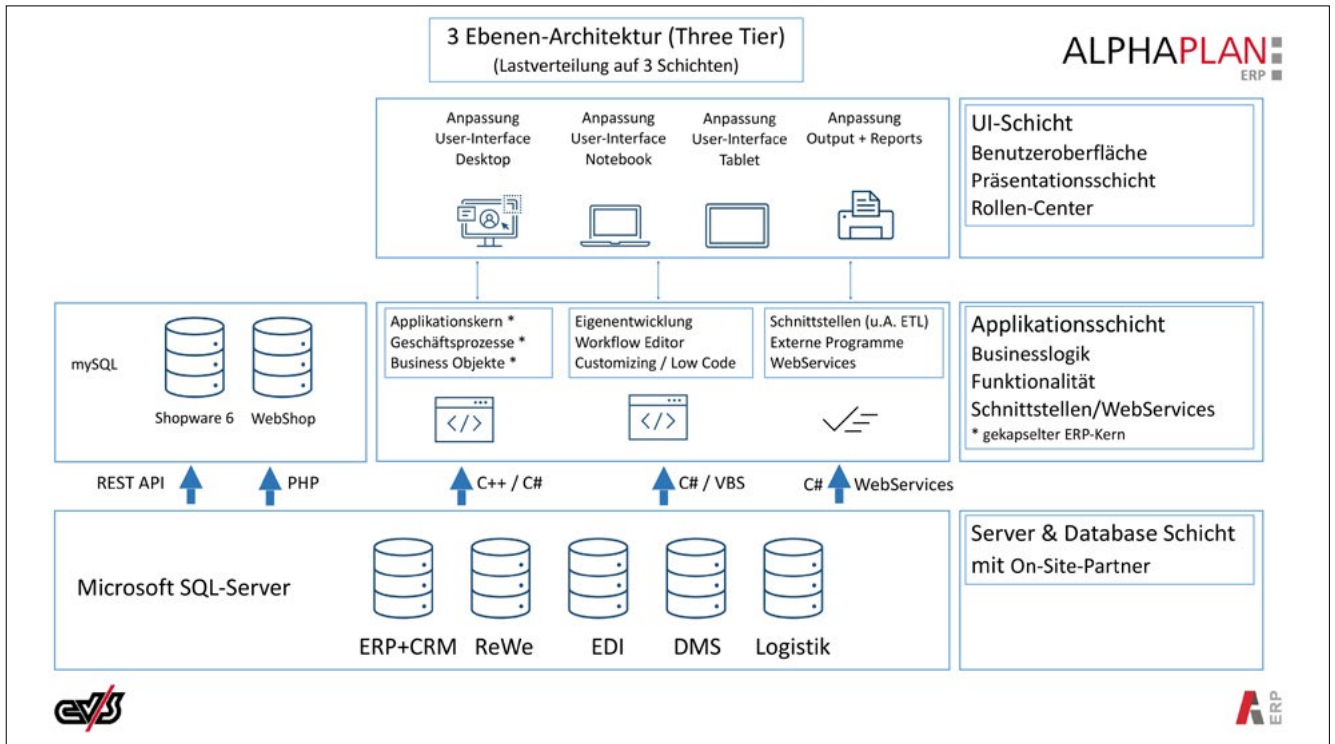 3 Ebenen-Architektur (Three Tier)
(Lastverteilung auf 3 Schichten)
ALPHAPLAN
ERP
Anpassung
User-Interface
Desktop
Anpassung
User-Interface
Notebook
Anpassung
User-Interface
Tablet
Anpassung
Output + Reports
UI-Schicht
Benutzeroberfläche
Präsentationsschicht
Rollen-Center
mySQL
Shopware 6
WebShop
Applikationskern *
Geschäftsprozesse *
Business Objekte *
</>
Eigenentwicklung
Workflow Editor
Customizing / Low Code
</>
Schnittstellen (u.A. ETL)
Externe Programme
WebServices
Applikationsschicht
Businesslogik
Funktionalität
Schnittstellen/WebServices
* gekapselter ERP-Kern
REST API
PHP
C++ / C#
C# / VBS
C# WebServices
Microsoft SQL-Server
ERP+CRM
ReWe
EDI
DMS
Logistik
Server & Database Schicht
mit On-Site-Partner
CVS
A ERP